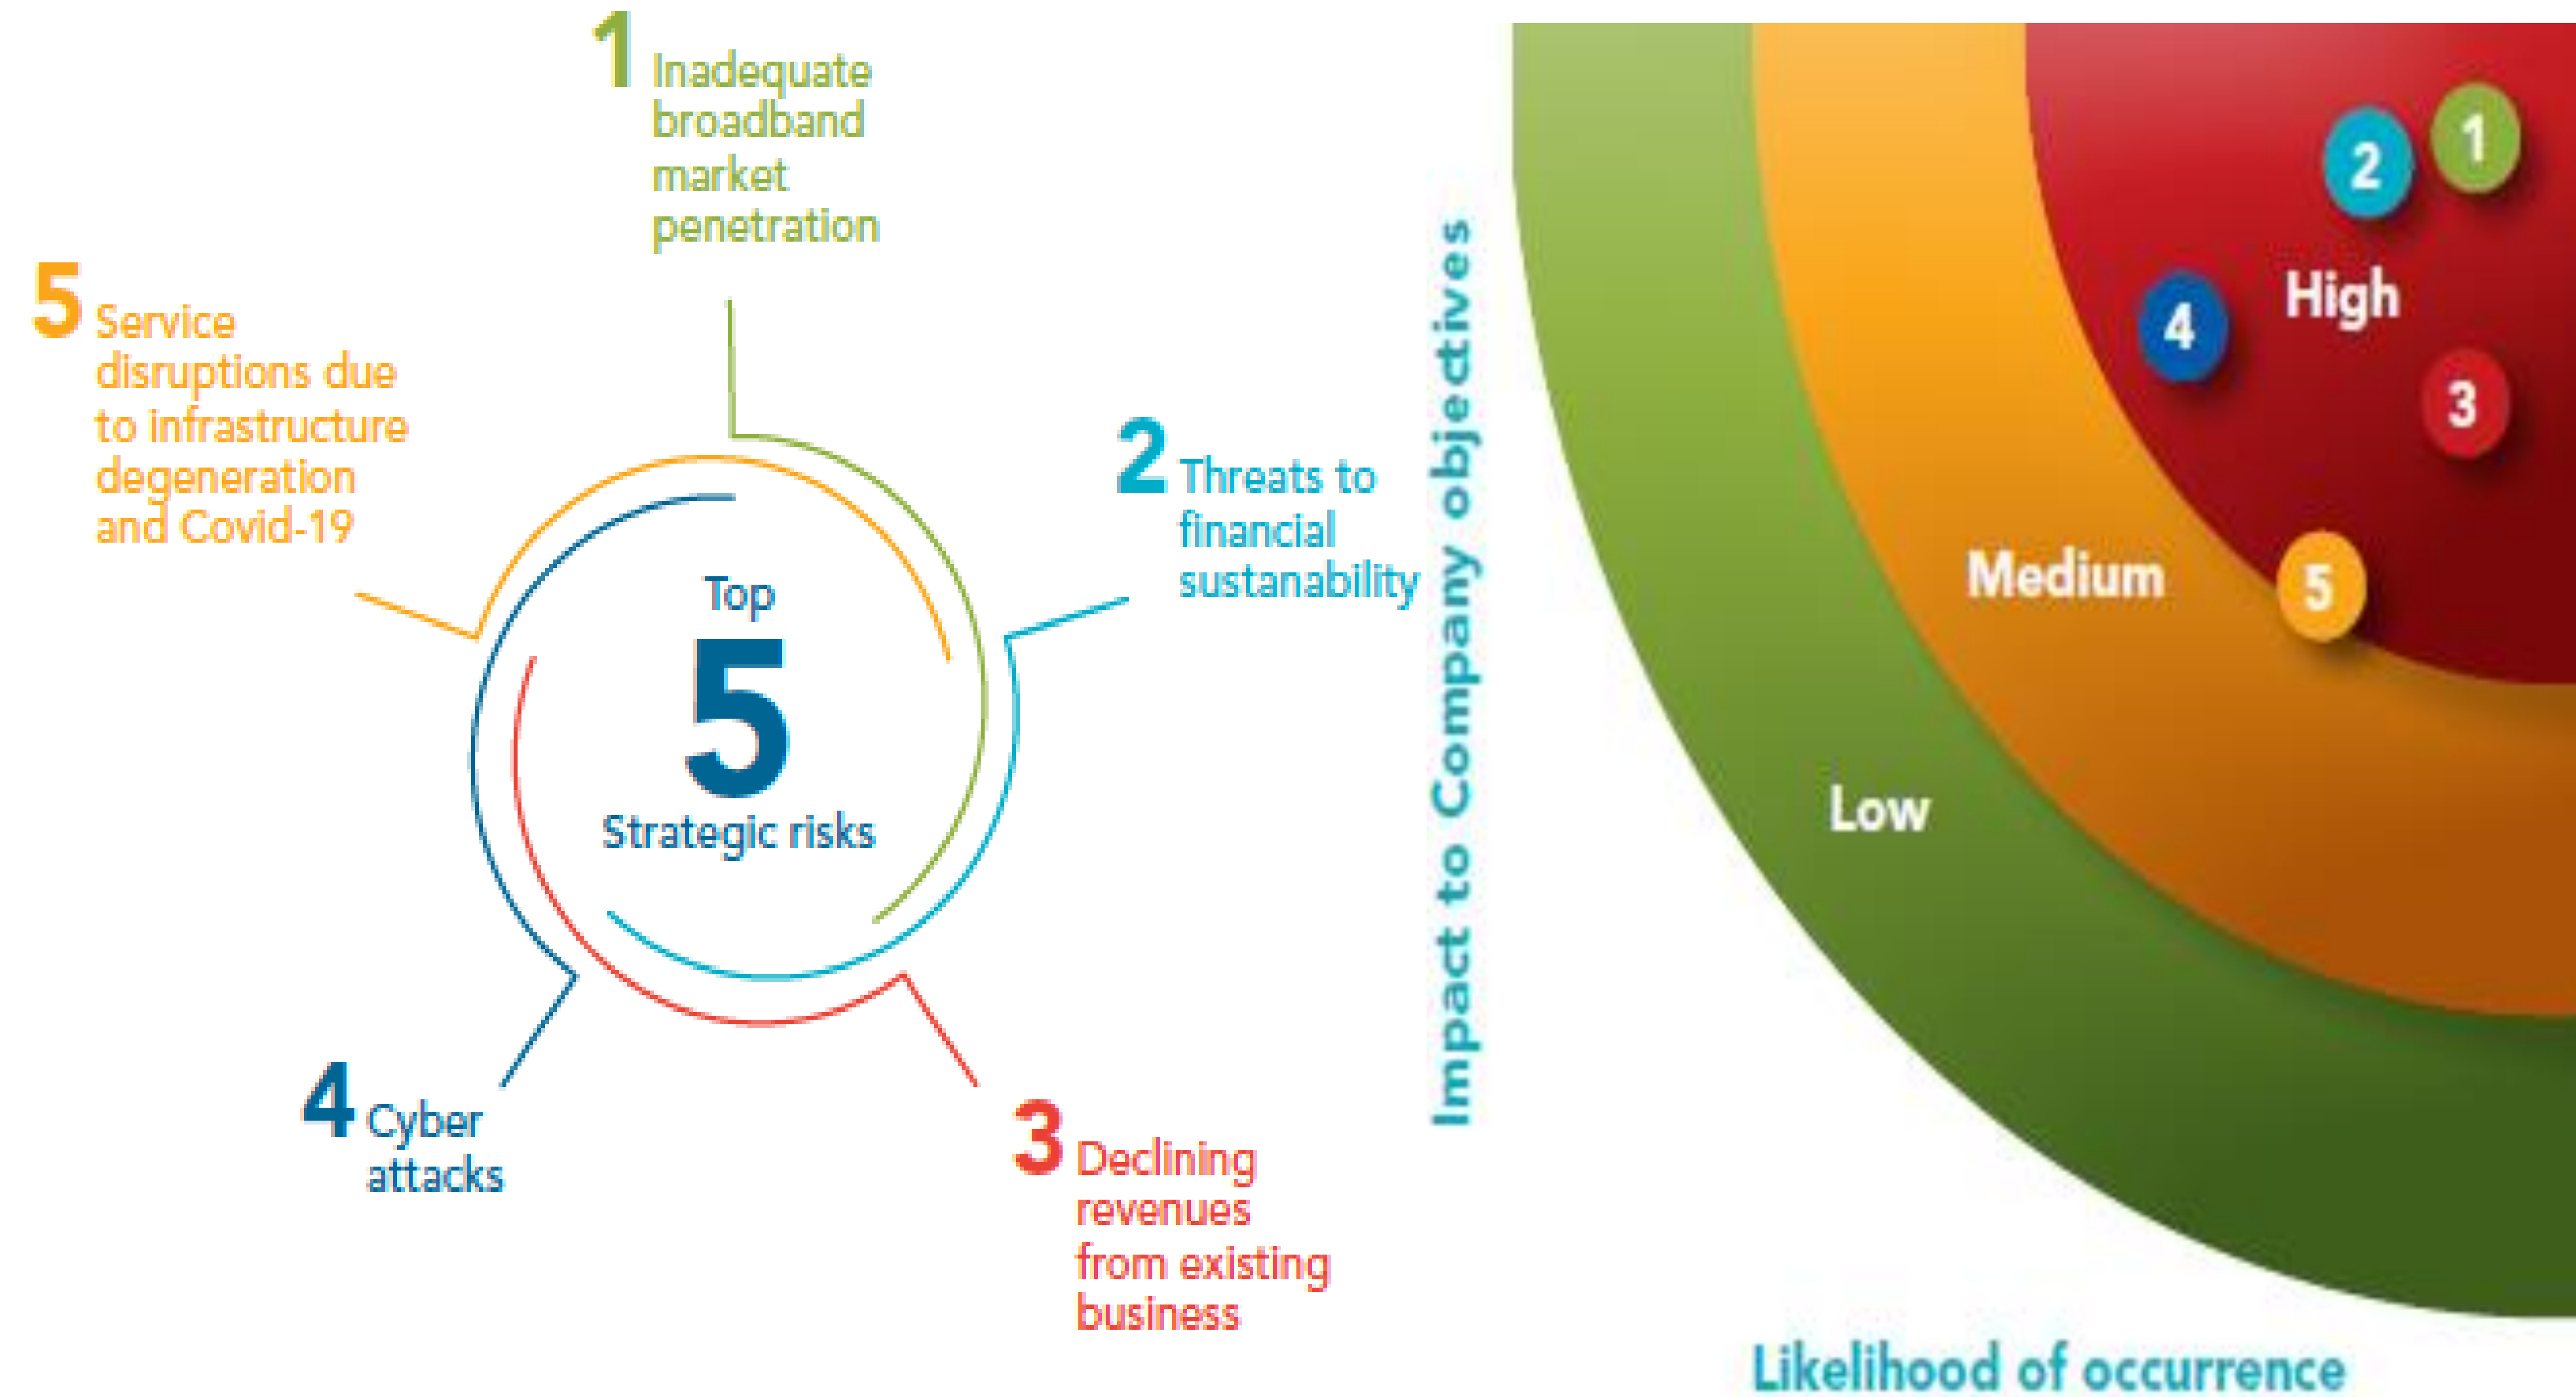 1 Inadequate
broadband
market
penetration
5 Service
disruptions due
to infrastructure
degeneration
and Covid-19
2 Threats to
financial
sustanability
Top
5
Strategic risks
4 Cyber
attacks
3 Declining
revenues
from existing
business
Impact to Company objectives
1
2
High
4
3
Medium
5
Low
Likelihood of occurrence